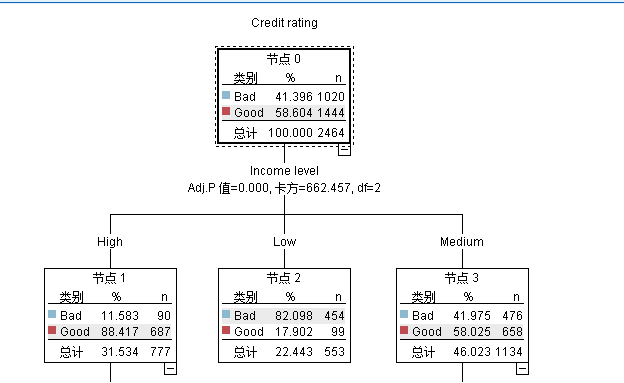 Credit rating
节点 0
类别 % n
Bad 41.396 1020
Good 58.604 1444
总计 100.000 2464
Income level
Adj.P 值=0.000, 卡方=662.457, df=2
High
Low
Medium
节点 1
类别 % n
Bad 11.583 90
Good 88.417 687
总计 31.534 777
节点 2
类别 % n
Bad 82.098 454
Good 17.902 99
总计 22.443 553
节点 3
类别 % n
Bad 41.975 476
Good 58.025 658
总计 46.023 1134